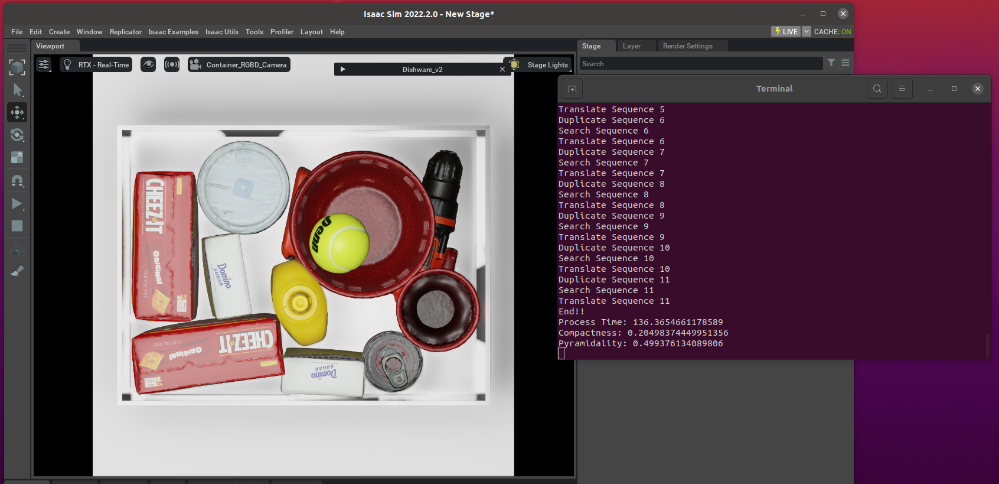 Isaac Sim 2022.2.0 - New Stage*
File Edit Create Window Replicator Isaac Examples Isaac Utils Tools Profiler Layout Help
LIVE CACHE: ON
Viewport
Stage Layer Render Settings
RTX - Real-Time
Container_RGBD_Camera
Dishware_v2
Stage Lights
Search
Terminal
Translate Sequence 5
Duplicate Sequence 6
Search Sequence 6
Translate Sequence 6
Duplicate Sequence 7
Search Sequence 7
Translate Sequence 7
Duplicate Sequence 8
Search Sequence 8
Translate Sequence 8
Duplicate Sequence 9
Search Sequence 9
Translate Sequence 9
Duplicate Sequence 10
Search Sequence 10
Translate Sequence 10
Duplicate Sequence 11
Search Sequence 11
Translate Sequence 11
End!!
Process Time: 136.3654661178589
Compactness: 0.20498374449951356
Pyramidality: 0.499376134089806
CHEEZ-IT
ORIGINAL
Penn
Domino
SUGAR
CHEEZ-IT
ORIGINAL
Domino
SUGAR